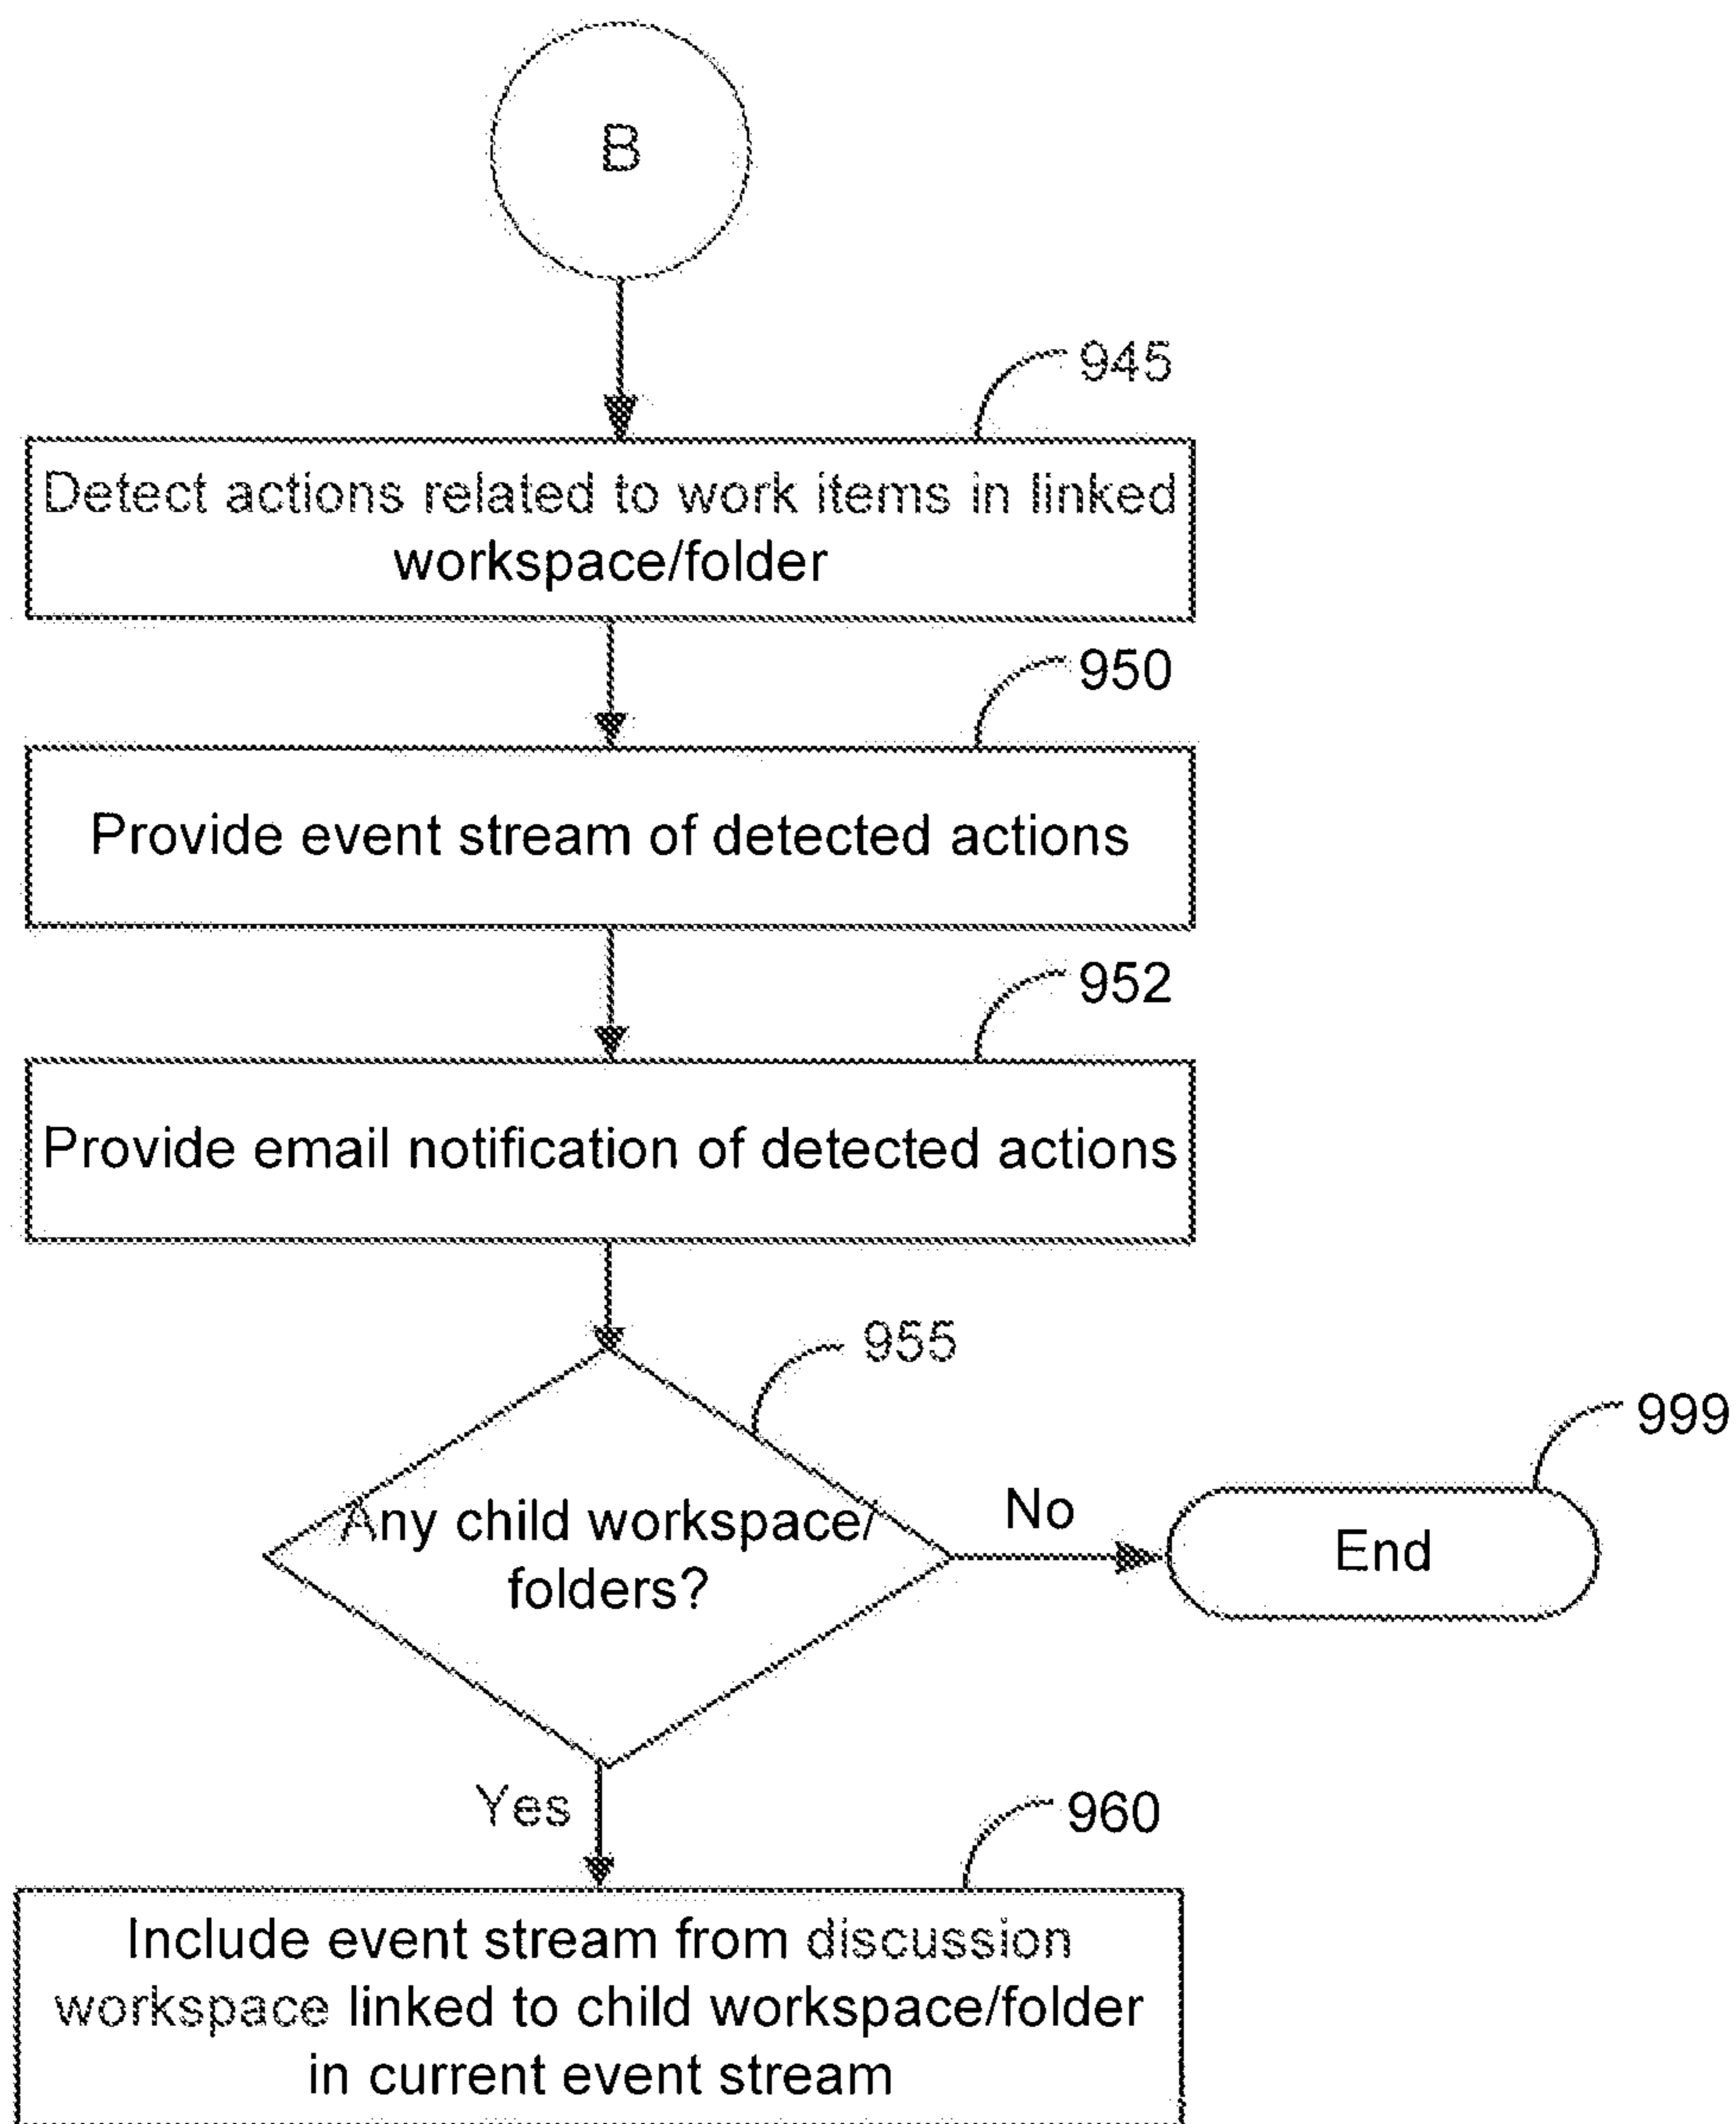 B
945
Detect actions related to work items in linked
workspace/folder
950
Provide event stream of detected actions
952
Provide email notification of detected actions
955
999
Any child workspace/
folders?
No
End
Yes
960
Include event stream from discussion
workspace linked to child workspace/folder
in current event stream